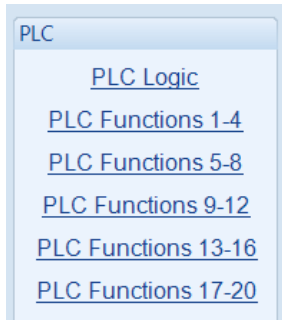 PLC
PLC Logic
PLC Functions 1-4
PLC Functions 5-8
PLC Functions 9-12
PLC Functions 13-16
PLC Functions 17-20